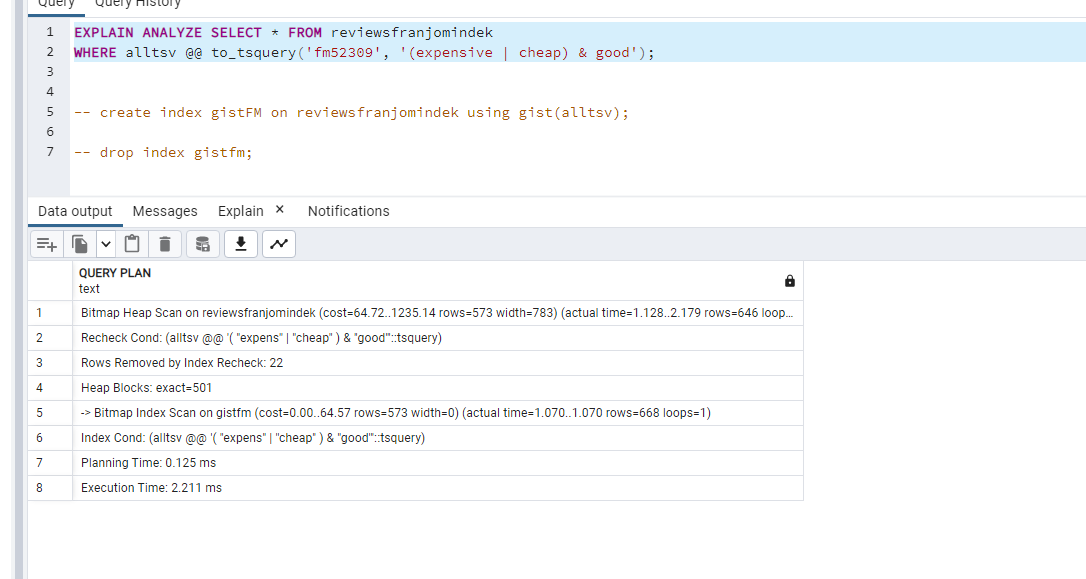 Query Query History
1 EXPLAIN ANALYZE SELECT * FROM reviewsfranjomindek
2 WHERE alltsv @@ to_tsquery('fm52309', '(expensive | cheap) & good');
3
4
5 -- create index gistFM on reviewsfranjomindek using gist(alltsv);
6
7 -- drop index gistfm;
Data output Messages Explain × Notifications
QUERY PLAN
text
1 Bitmap Heap Scan on reviewsfranjomindek (cost=64.72..1235.14 rows=573 width=783) (actual time=1.128..2.179 rows=646 loop...
2 Recheck Cond: (alltsv @@ '( "expens" | "cheap" ) & "good"'::tsquery)
3 Rows Removed by Index Recheck: 22
4 Heap Blocks: exact=501
5 -> Bitmap Index Scan on gistfm (cost=0.00..64.57 rows=573 width=0) (actual time=1.070..1.070 rows=668 loops=1)
6 Index Cond: (alltsv @@ '( "expens" | "cheap" ) & "good"'::tsquery)
7 Planning Time: 0.125 ms
8 Execution Time: 2.211 ms